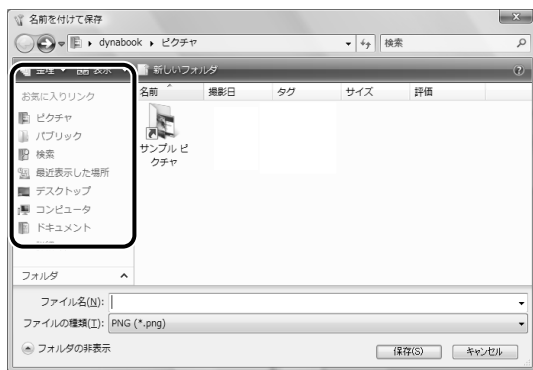 名前を付けて保存
dynabook ▸ ピクチャ
検索
新しいフォルダ
お気に入りリンク
ピクチャ
パブリック
検索
最近表示した場所
デスクトップ
コンピュータ
ドキュメント
名前 撮影日 タグ サイズ 評価
サンプル ピ
クチャ
フォルダ
ファイル名(N):
ファイルの種類(T): PNG (*.png)
フォルダの非表示
保存(S) キャンセル